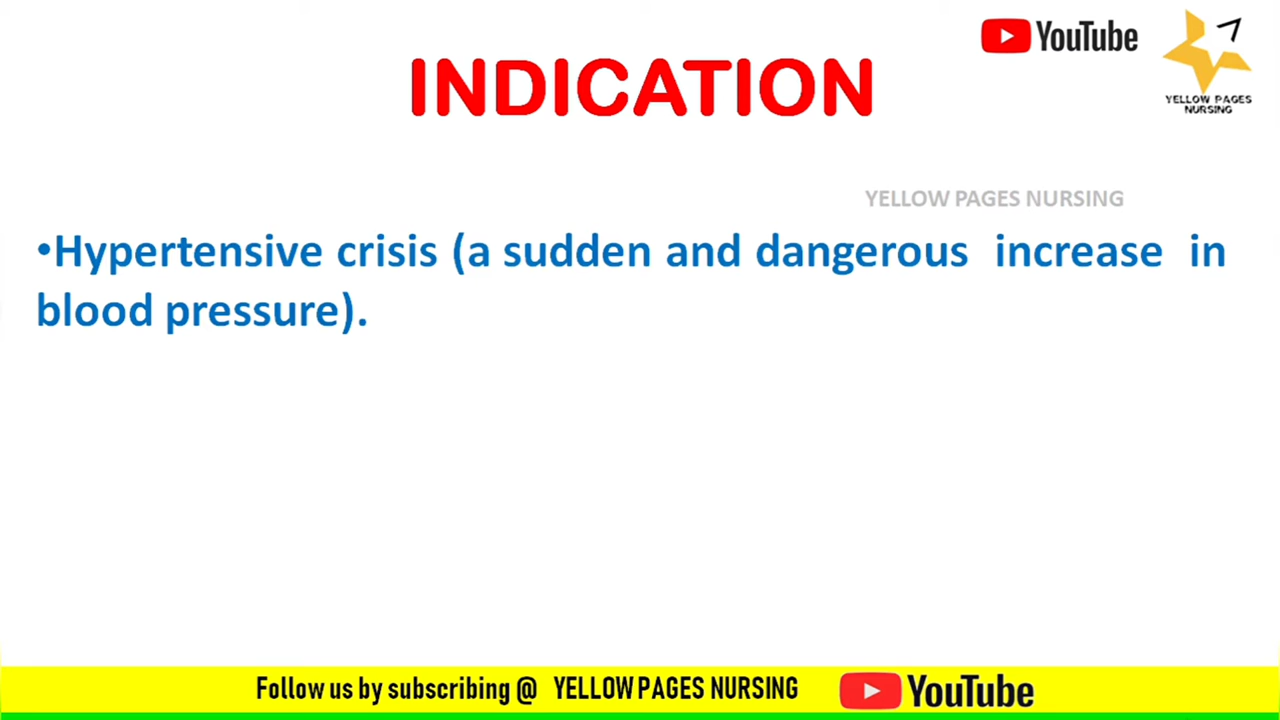 YouTube
YELLOW PAGES
NURSING
INDICATION
YELLOW PAGES NURSING
•Hypertensive crisis (a sudden and dangerous increase in
blood pressure).
Follow us by subscribing @ YELLOW PAGES NURSING YouTube